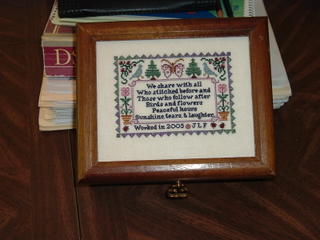 We share with all
Who stitched before and
Those who follow after
Birds and flowers
Peaceful hours
Sunshine, tears, & laughter.
Worked in 2003 JLF